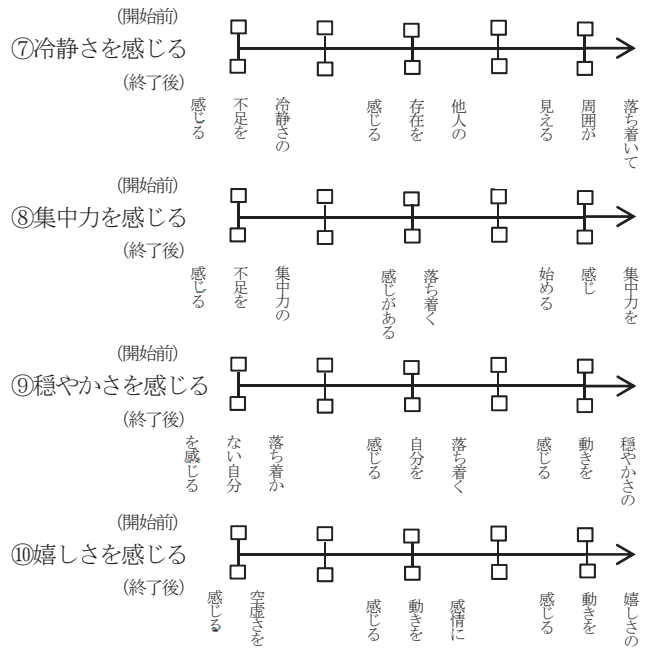 (開始前)
⑦冷静さを感じる
(終了後)
冷静さの
不足を
感じる
他人の
存在を
感じる
落ち着いて
周囲が
見える
(開始前)
⑧集中力を感じる
(終了後)
集中力の
不足を
感じる
落ち着く
感じがある
集中力を
感じ
始める
(開始前)
⑨穏やかさを感じる
(終了後)
落ち着か
ない自分
を感じる
落ち着く
自分を
感じる
穏やかさの
動きを
感じる
(開始前)
⑩嬉しさを感じる
(終了後)
空虚さを
感じる
感情に
動きを
感じる
嬉しさの
動きを
感じる